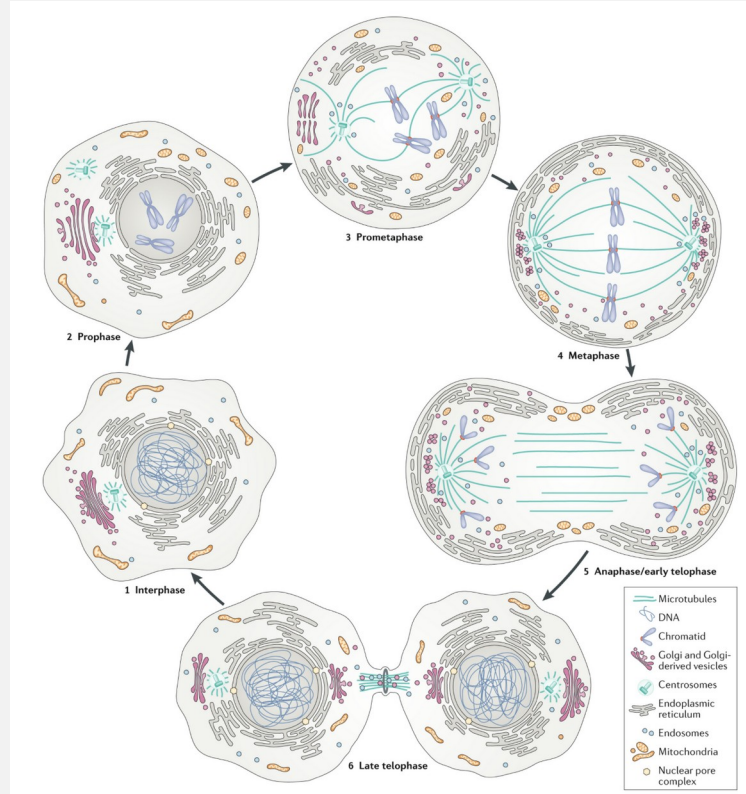 3 Prometaphase
2 Prophase
4 Metaphase
1 Interphase
5 Anaphase/early telophase
6 Late telophase
Microtubules
DNA
Chromatid
Golgi and Golgi-
derived vesicles
Centrosomes
Endoplasmic
reticulum
Endosomes
Mitochondria
Nuclear pore
complex